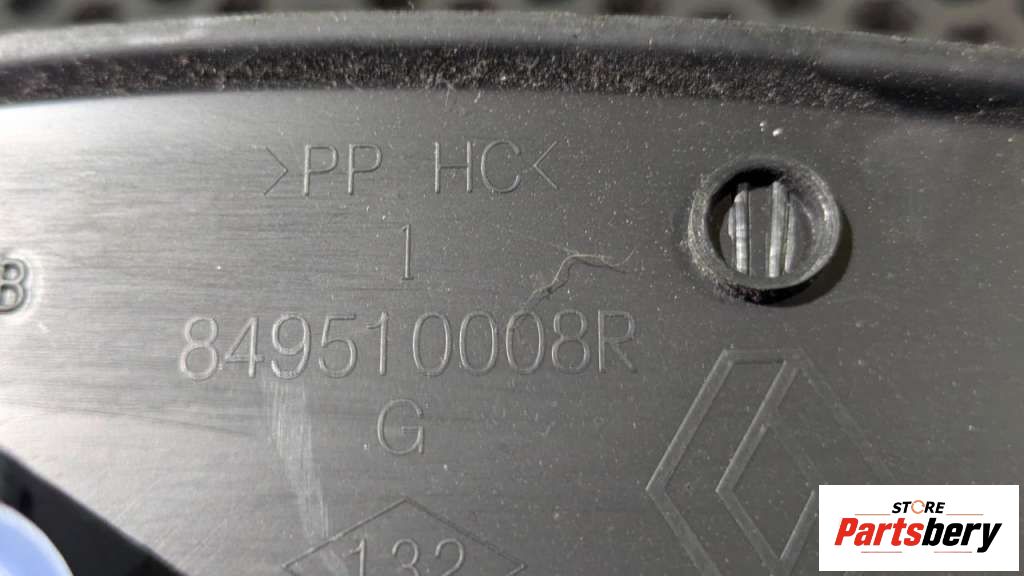 >PP HC<
1
B
849510008R
G
132
STORE
Partsbery